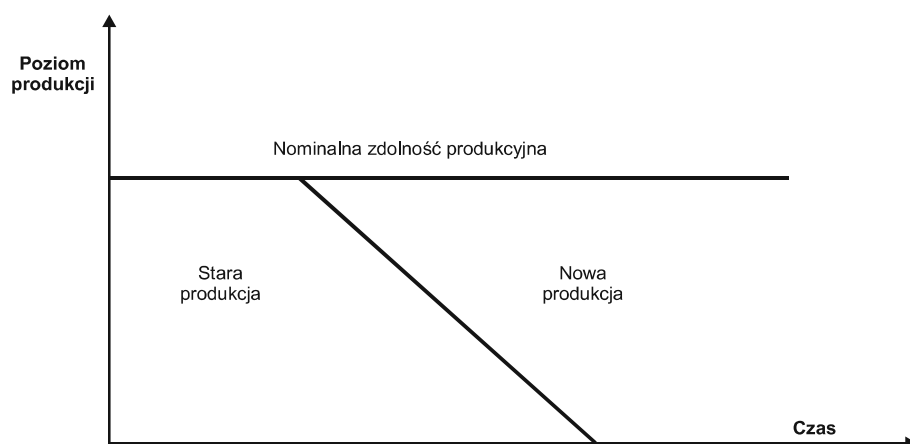 Poziom
produkcji
Nominalna zdolność produkcyjna
Stara
produkcja
Nowa
produkcja
Czas